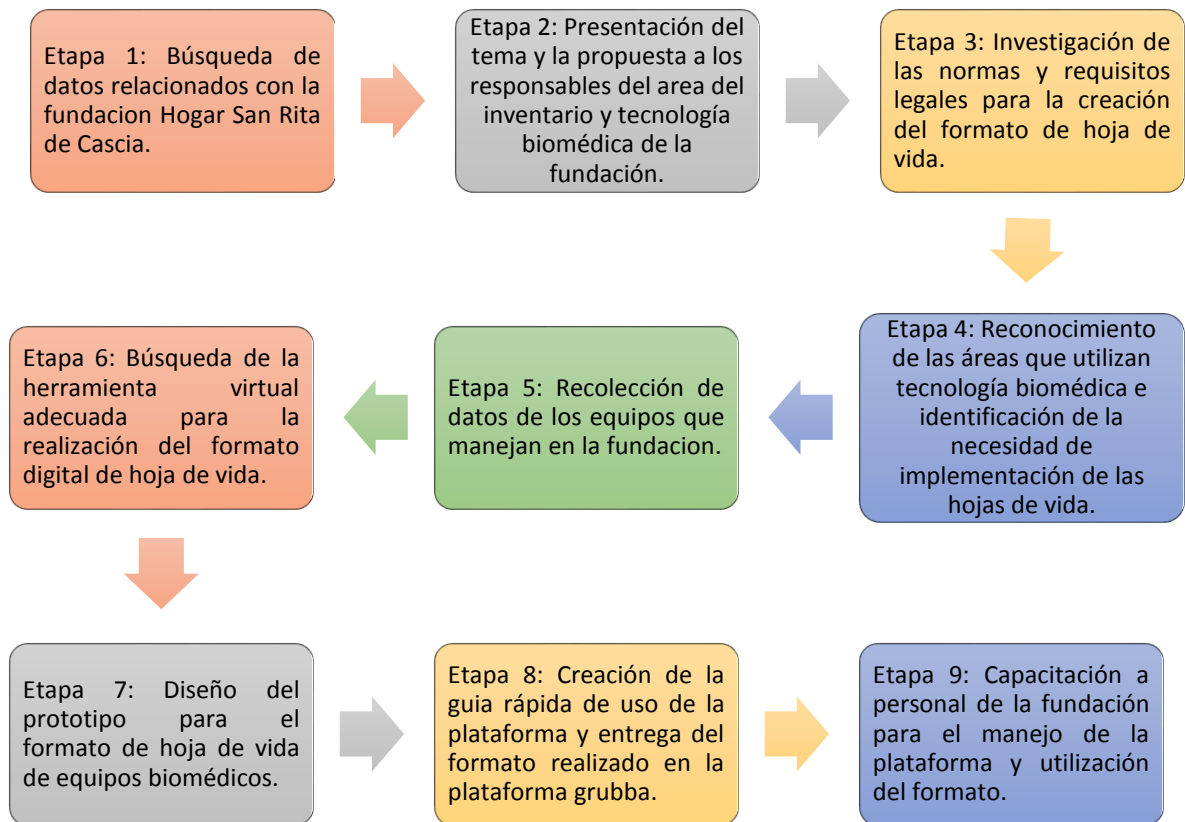 Etapa 1: Búsqueda de
datos relacionados con la
fundacion Hogar San Rita
de Cascia.
Etapa 2: Presentación del
tema y la propuesta a los
responsables del area del
inventario y tecnología
biomédica de la
fundación.
Etapa 3: Investigación de
las normas y requisitos
legales para la creación
del formato de hoja de
vida.
Etapa 4: Reconocimiento
de las áreas que utilizan
tecnología biomédica e
identificación de la
necesidad de
implementación de las
hojas de vida.
Etapa 5: Recolección de
datos de los equipos que
manejan en la fundacion.
Etapa 6: Búsqueda de la
herramienta virtual
adecuada para la
realización del formato
digital de hoja de vida.
Etapa 7: Diseño del
prototipo para el
formato de hoja de vida
de equipos biomédicos.
Etapa 8: Creación de la
guia rápida de uso de la
plataforma y entrega del
formato realizado en la
plataforma grubba.
Etapa 9: Capacitación a
personal de la fundación
para el manejo de la
plataforma y utilización
del formato.